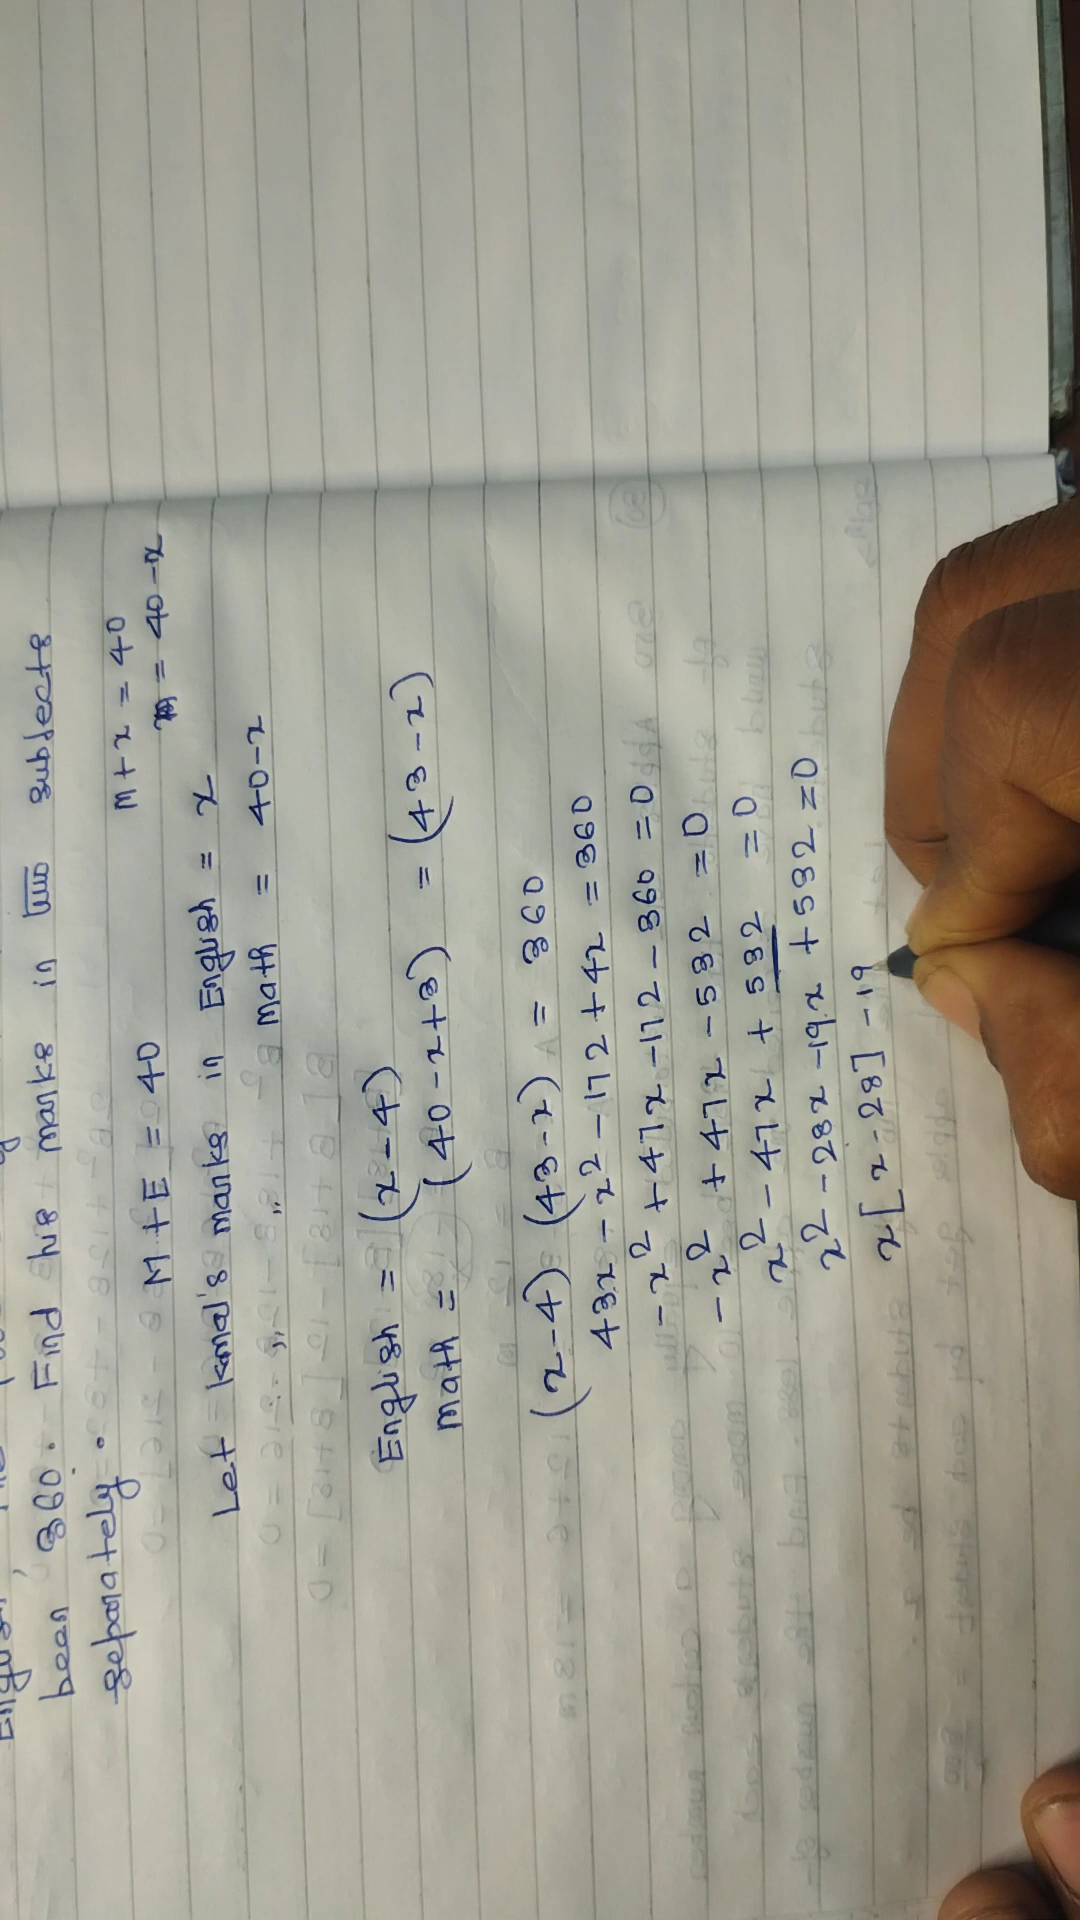 been 360. Find his marks in two subjects
separately.
M + E = 40
M + x = 40
m = 40 - x
Let kamal's marks in English = x
" " " Math = 40 - x
English = (x - 4)
Math = (40 - x + 3) = (43 - x)
(x - 4) (43 - x) = 360
43x - x² - 172 + 4x = 360
- x² + 47x - 172 - 360 = 0
- x² + 47x - 532 = 0
x² - 47x + 532 = 0
x² - 28x - 19x + 532 = 0
x[x - 28] - 19